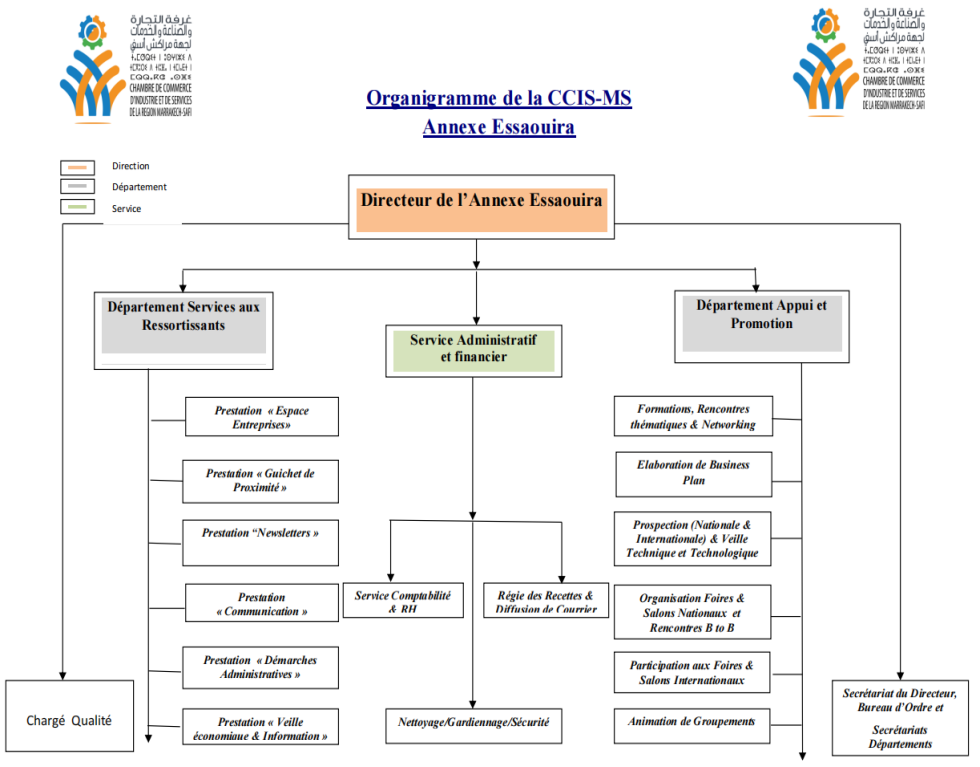 غرفة التجارة
والصناعة والخدمات
لجهة مراكش آسفي
CHAMBRE DE COMMERCE
D'INDUSTRIE ET DE SERVICES
DE LA REGION MARRAKECH-SAFI
غرفة التجارة
والصناعة والخدمات
لجهة مراكش آسفي
CHAMBRE DE COMMERCE
D'INDUSTRIE ET DE SERVICES
DE LA REGION MARRAKECH-SAFI
Organigramme de la CCIS-MS
Annexe Essaouira
Direction
Département
Service
Directeur de l'Annexe Essaouira
Département Services aux
Ressortissants
Service Administratif
et financier
Département Appui et
Promotion
Prestation « Espace
Entreprises»
Prestation « Guichet de
Proximité »
Prestation “Newsletters »
Prestation
« Communication »
Prestation « Démarches
Administratives »
Prestation « Veille
économique & Information »
Service Comptabilité
& RH
Régie des Recettes &
Diffusion de Courrier
Nettoyage/Gardiennage/Sécurité
Formations, Rencontres
thématiques & Networking
Elaboration de Business
Plan
Prospection (Nationale &
Internationale) & Veille
Technique et Technologique
Organisation Foires &
Salons Nationaux et
Rencontres B to B
Participation aux Foires &
Salons Internationaux
Animation de Groupements
Chargé Qualité
Secrétariat du Directeur,
Bureau d'Ordre et
Secrétariats
Départements